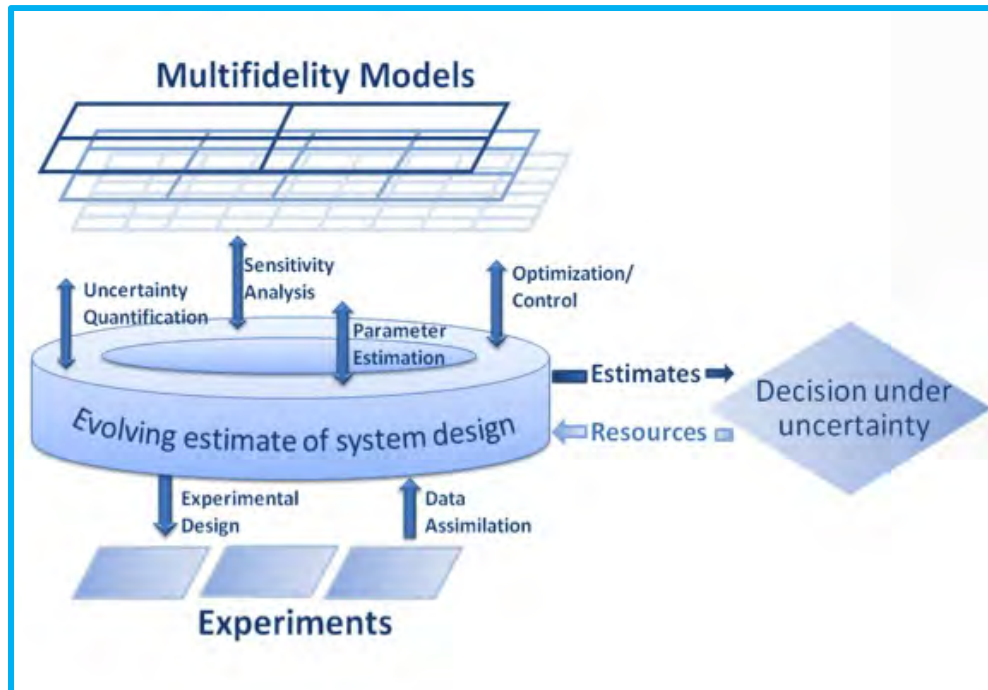 Multifidelity Models
Uncertainty
Quantification
Sensitivity
Analysis
Parameter
Estimation
Optimization/
Control
Evolving estimate of system design
Estimates
Resources
Decision under
uncertainty
Experimental
Design
Data
Assimilation
Experiments